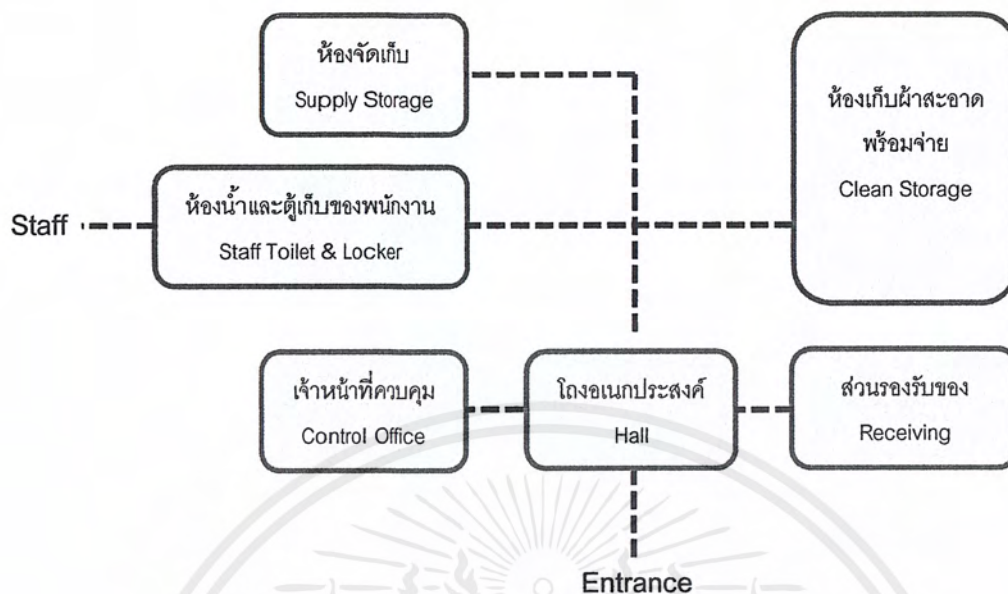 ห้องจัดเก็บ
Supply Storage
ห้องเก็บผ้าสะอาด
พร้อมจ่าย
Clean Storage
Staff
ห้องน้ำและตู้เก็บของพนักงาน
Staff Toilet & Locker
เจ้าหน้าที่ควบคุม
Control Office
โถงอเนกประสงค์
Hall
ส่วนรองรับของ
Receiving
Entrance